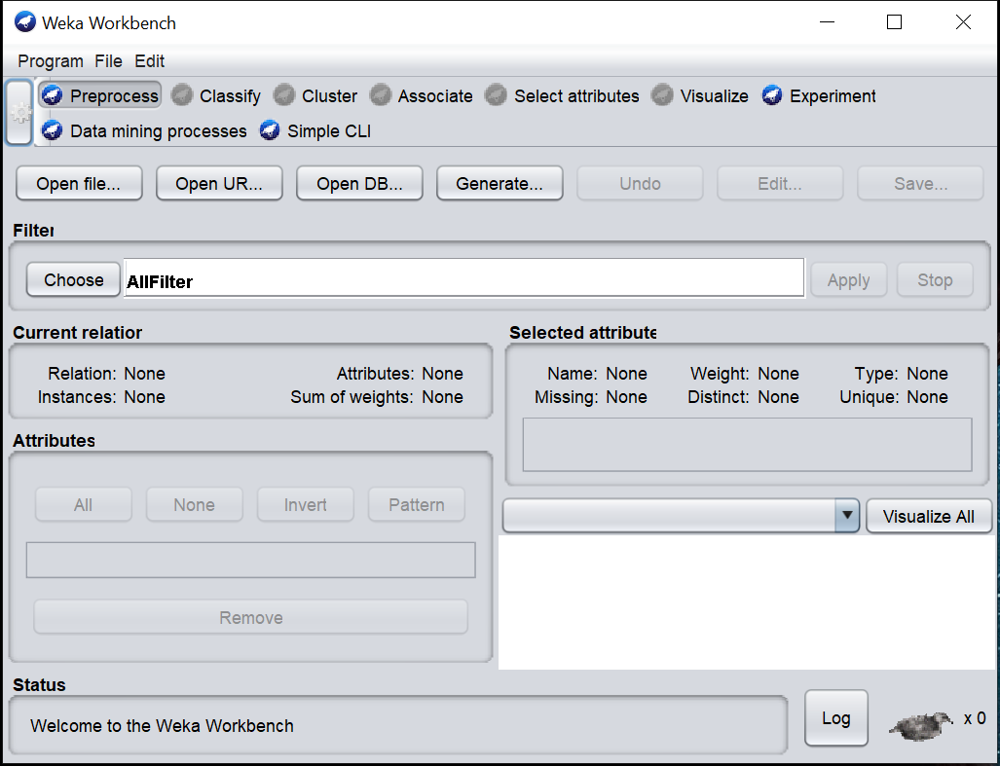 Weka Workbench
Program File Edit
Preprocess Classify Cluster Associate Select attributes Visualize Experiment
Data mining processes Simple CLI
Open file... Open UR... Open DB... Generate... Undo Edit... Save...
Filter
Choose AllFilter Apply Stop
Current relation Selected attribute
Relation: None Attributes: None Name: None Weight: None Type: None
Instances: None Sum of weights: None Missing: None Distinct: None Unique: None
Attributes
All None Invert Pattern
Visualize All
Remove
Status
Welcome to the Weka Workbench
Log x 0